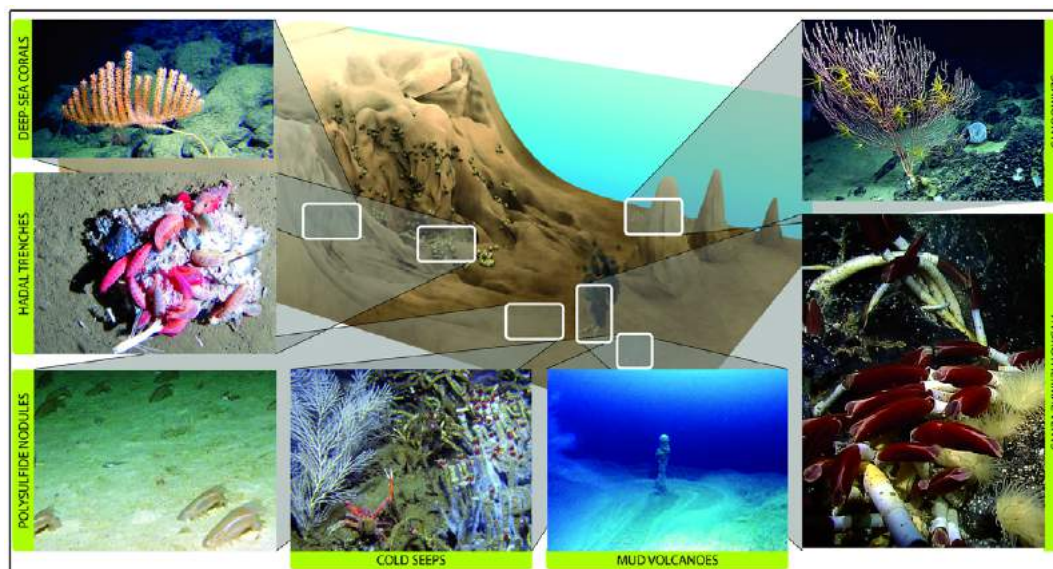 DEEP-SEA CORALS
HADAL TRENCHES
POLYSULFIDE NODULES
COLD SEEPS
MUD VOLCANOES